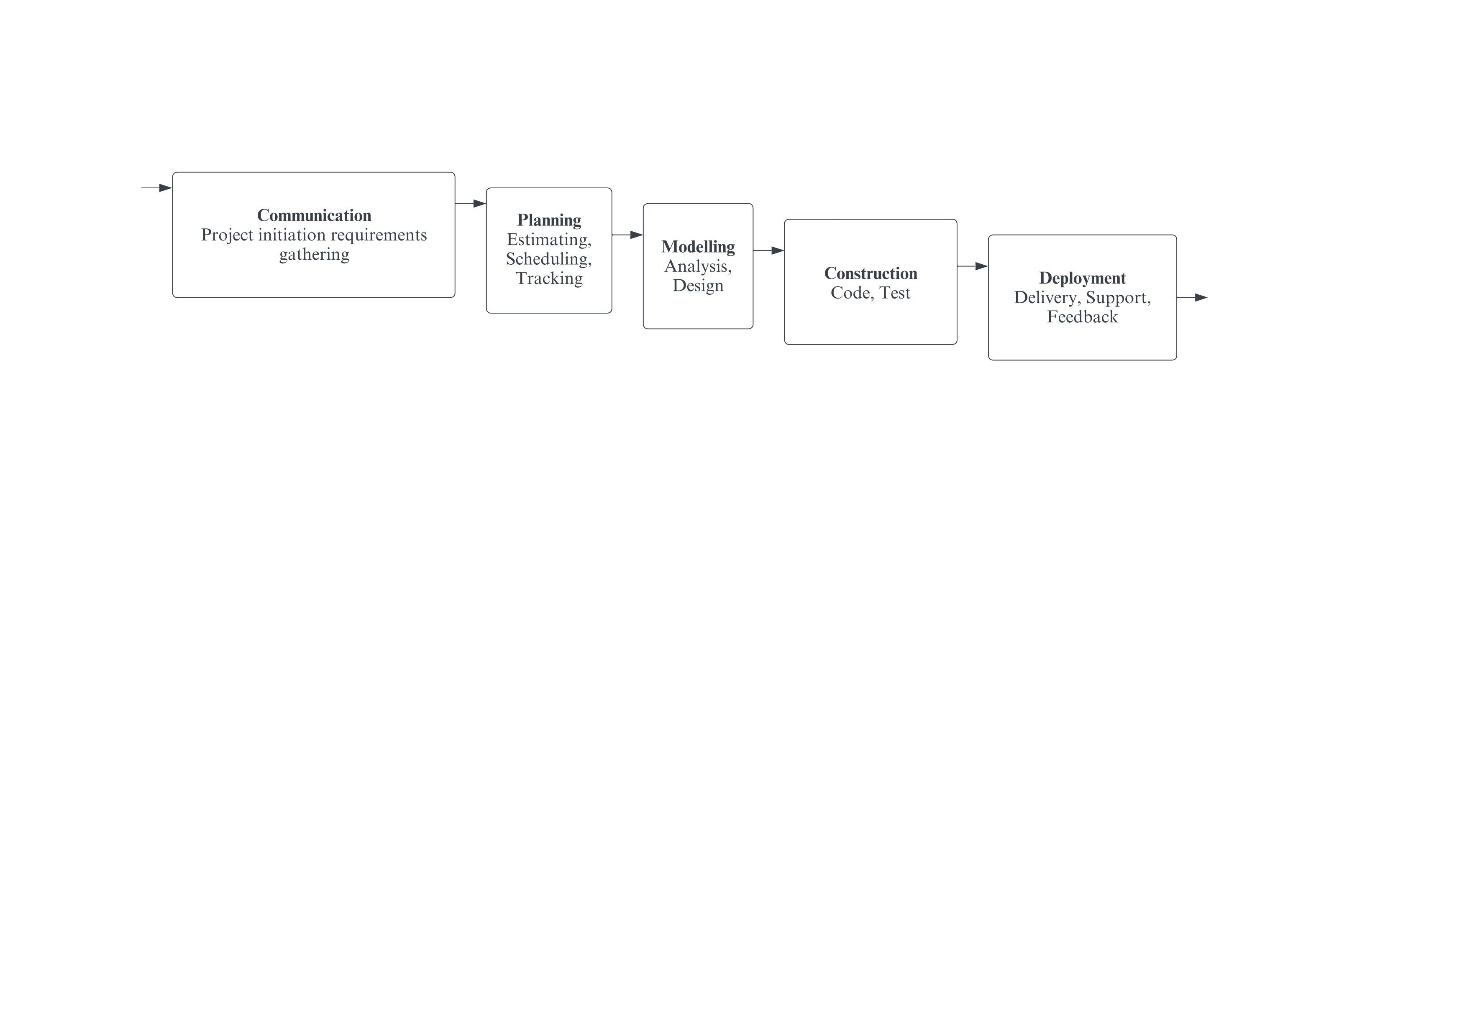 Communication
Project initiation requirements
gathering
Planning
Estimating,
Scheduling,
Tracking
Modelling
Analysis,
Design
Construction
Code, Test
Deployment
Delivery, Support,
Feedback